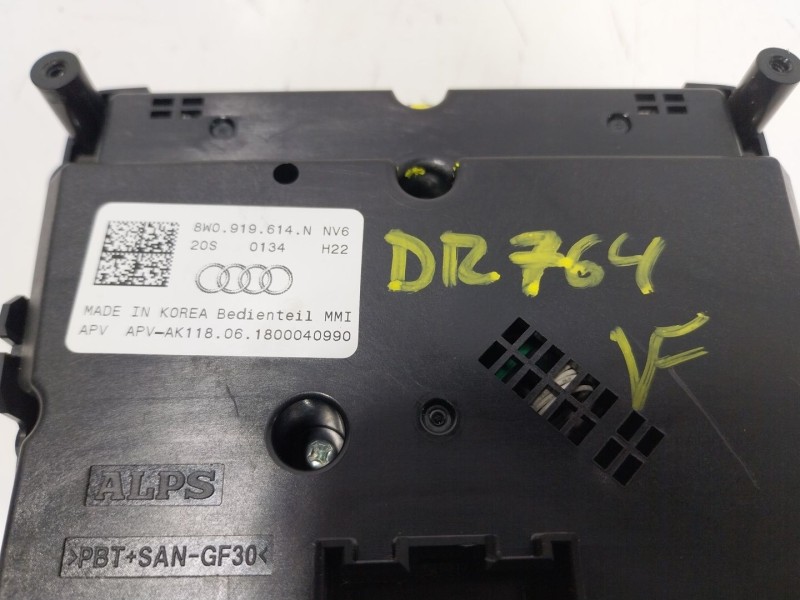 8W0.919.614.N NV6
20S 0134 H22
MADE IN KOREA Bedienteil MMI
APV APV-AK118.06.1800040990
DR764
VF
ALPS
>PBT+SAN-GF30<